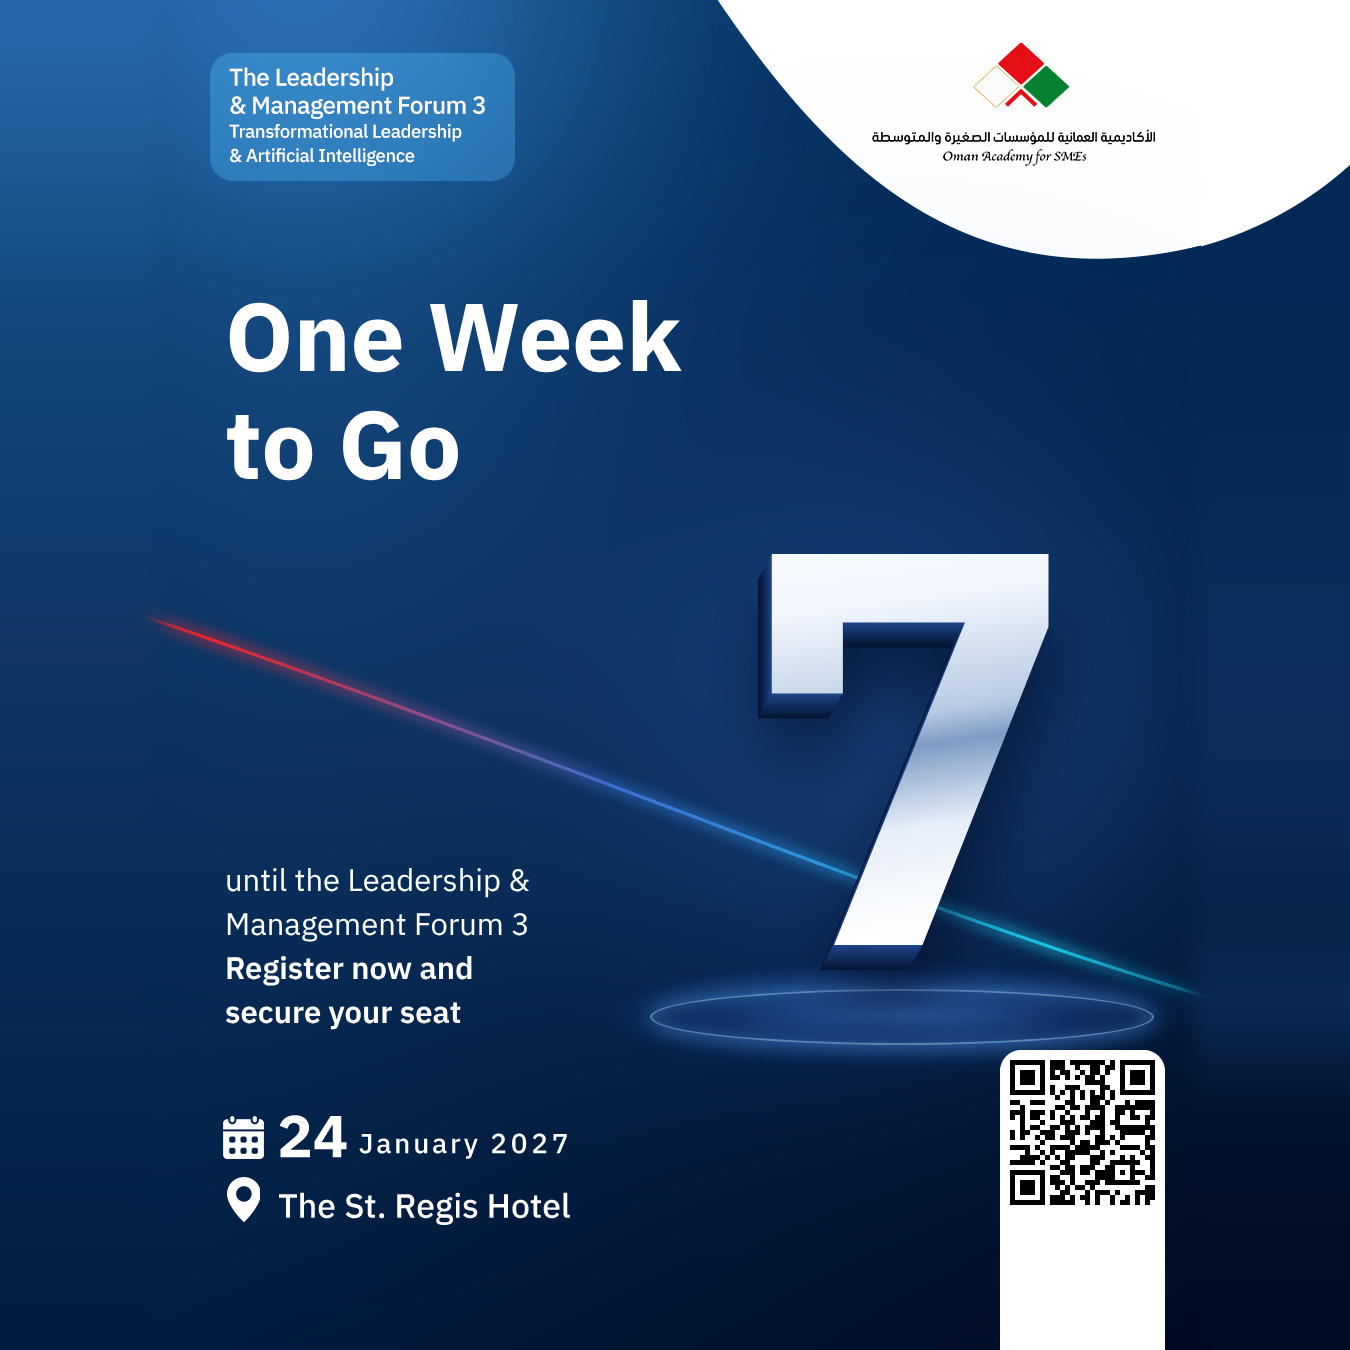 The Leadership
& Management Forum 3
Transformational Leadership
& Artificial Intelligence
الأكاديمية العمانية للمؤسسات الصغيرة والمتوسطة
Oman Academy for SMEs
One Week
to Go
7
until the Leadership &
Management Forum 3
Register now and
secure your seat
24 January 2027
The St. Regis Hotel